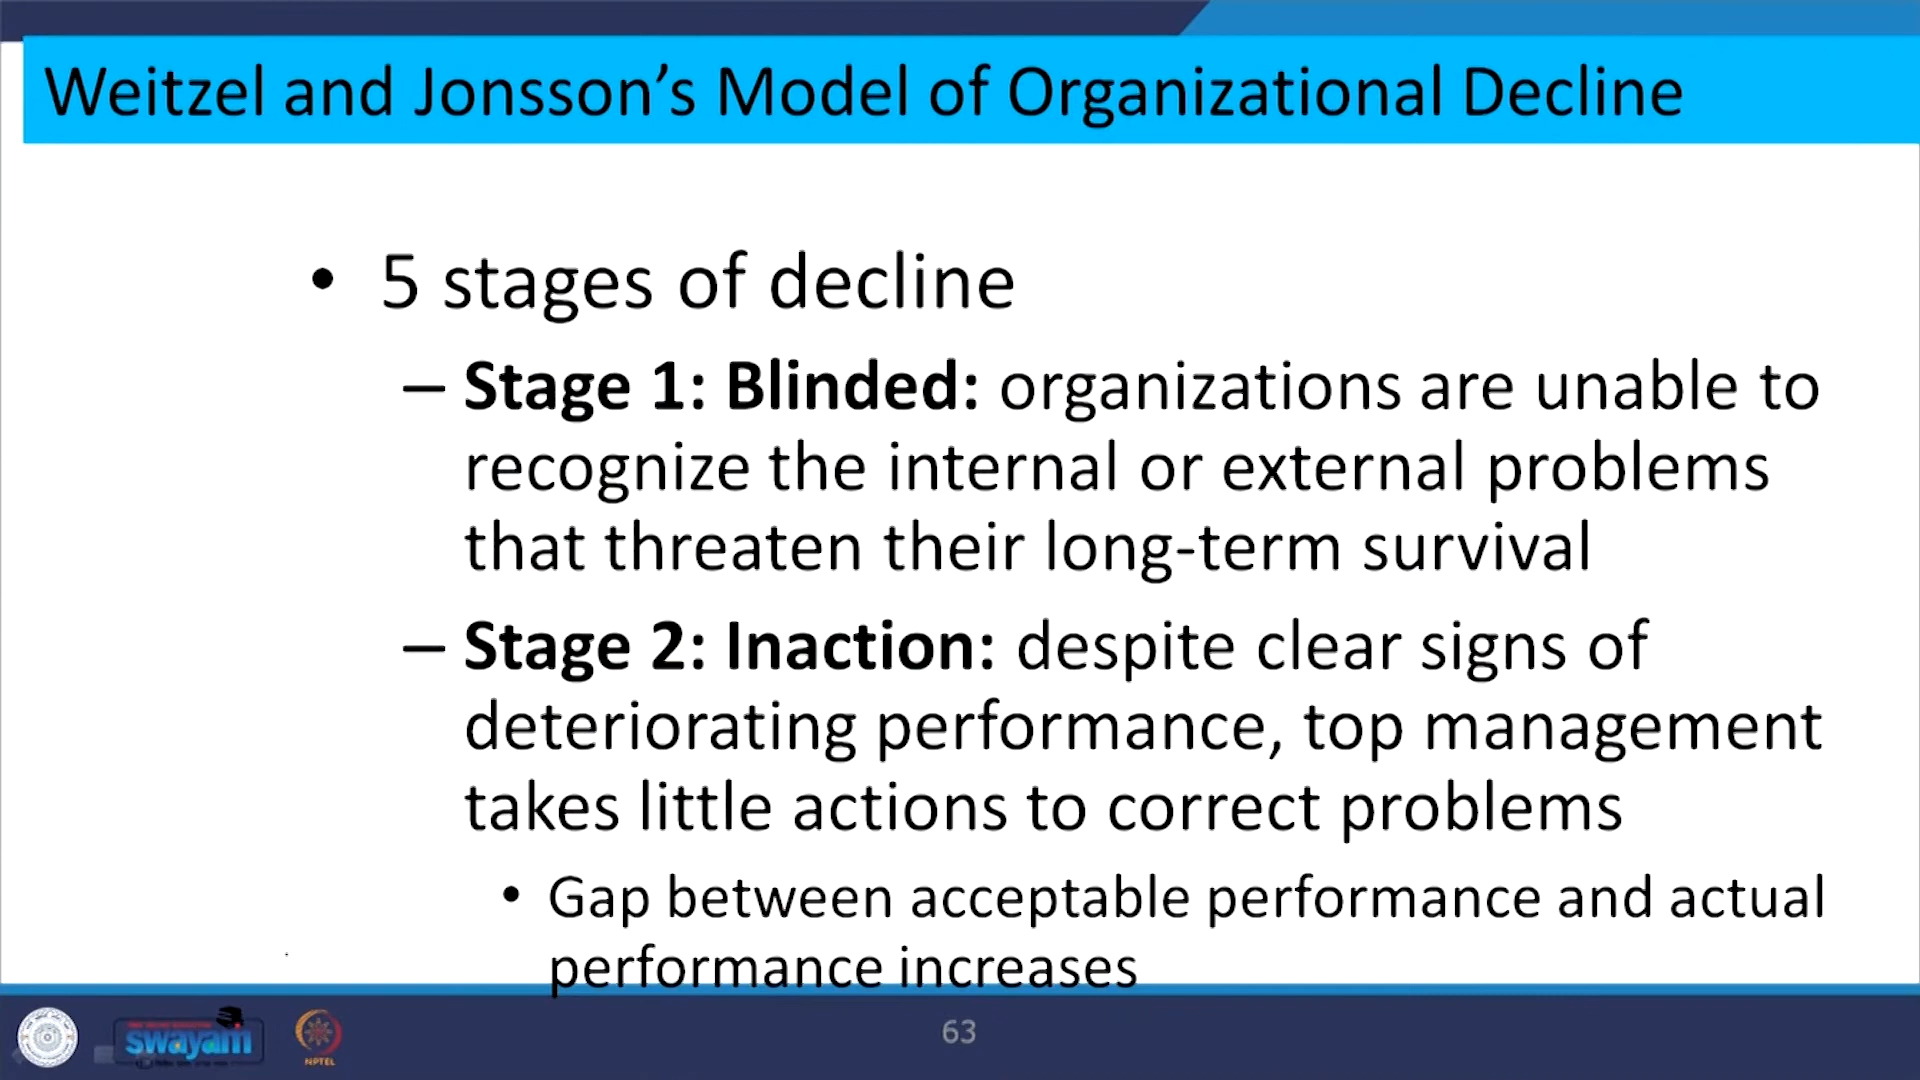 Weitzel and Jonsson’s Model of Organizational Decline
• 5 stages of decline
– Stage 1: Blinded: organizations are unable to
recognize the internal or external problems
that threaten their long-term survival
– Stage 2: Inaction: despite clear signs of
deteriorating performance, top management
takes little actions to correct problems
• Gap between acceptable performance and actual
performance increases
swayam
NPTEL
63